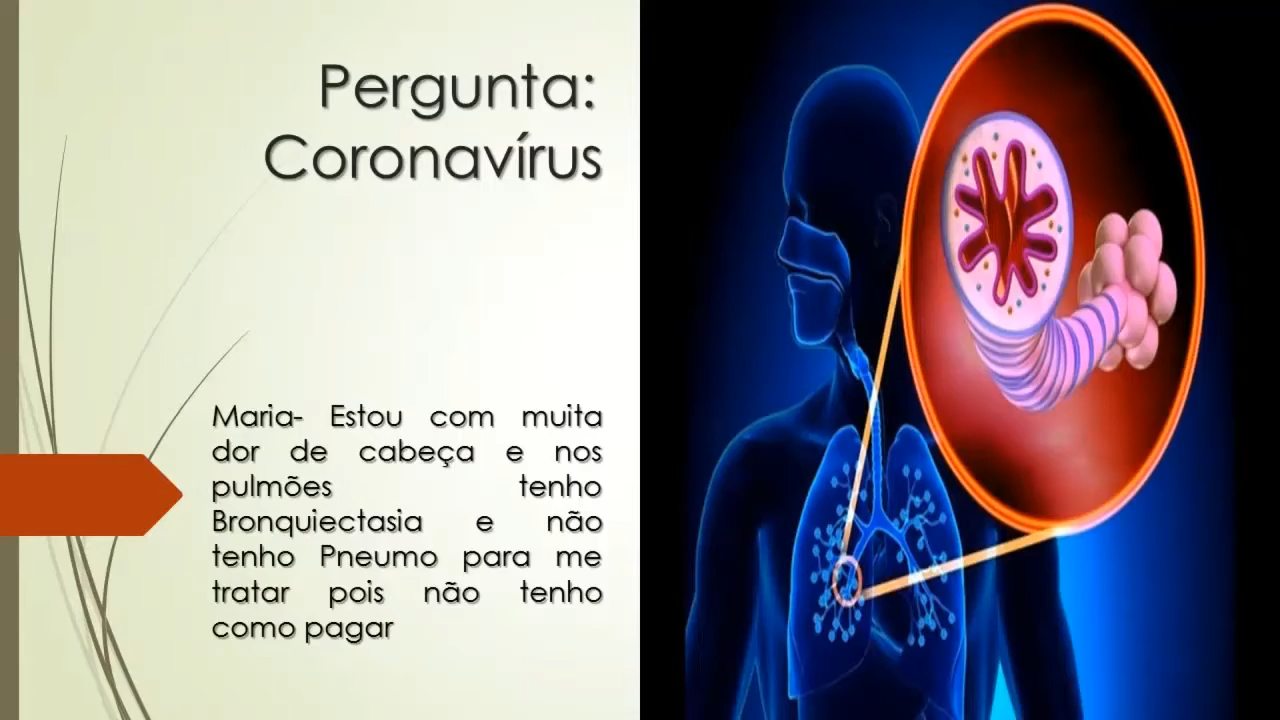 Pergunta:
Coronavírus
Maria- Estou com muita
dor de cabeça e nos
pulmões tenho
Bronquiectasia e não
tenho Pneumo para me
tratar pois não tenho
como pagar